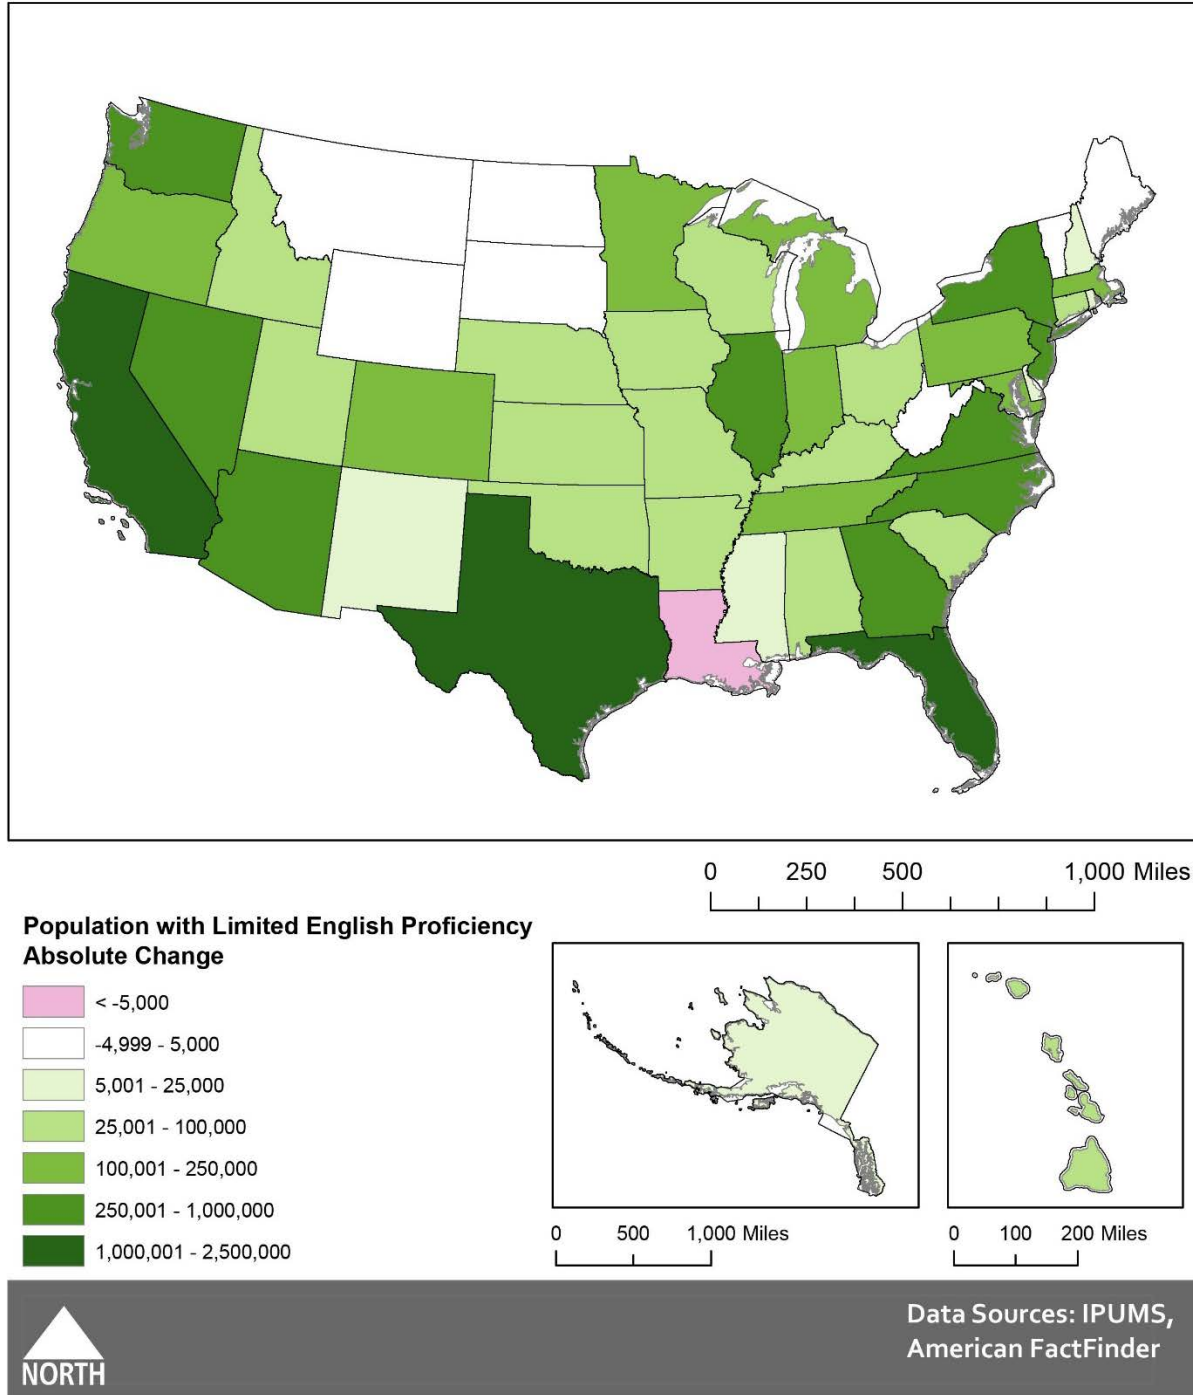 0 250 500 1,000 Miles
Population with Limited English Proficiency
Absolute Change
< -5,000
-4,999 - 5,000
5,001 - 25,000
25,001 - 100,000
100,001 - 250,000
250,001 - 1,000,000
1,000,001 - 2,500,000
0 500 1,000 Miles
0 100 200 Miles
NORTH
Data Sources: IPUMS,
American FactFinder